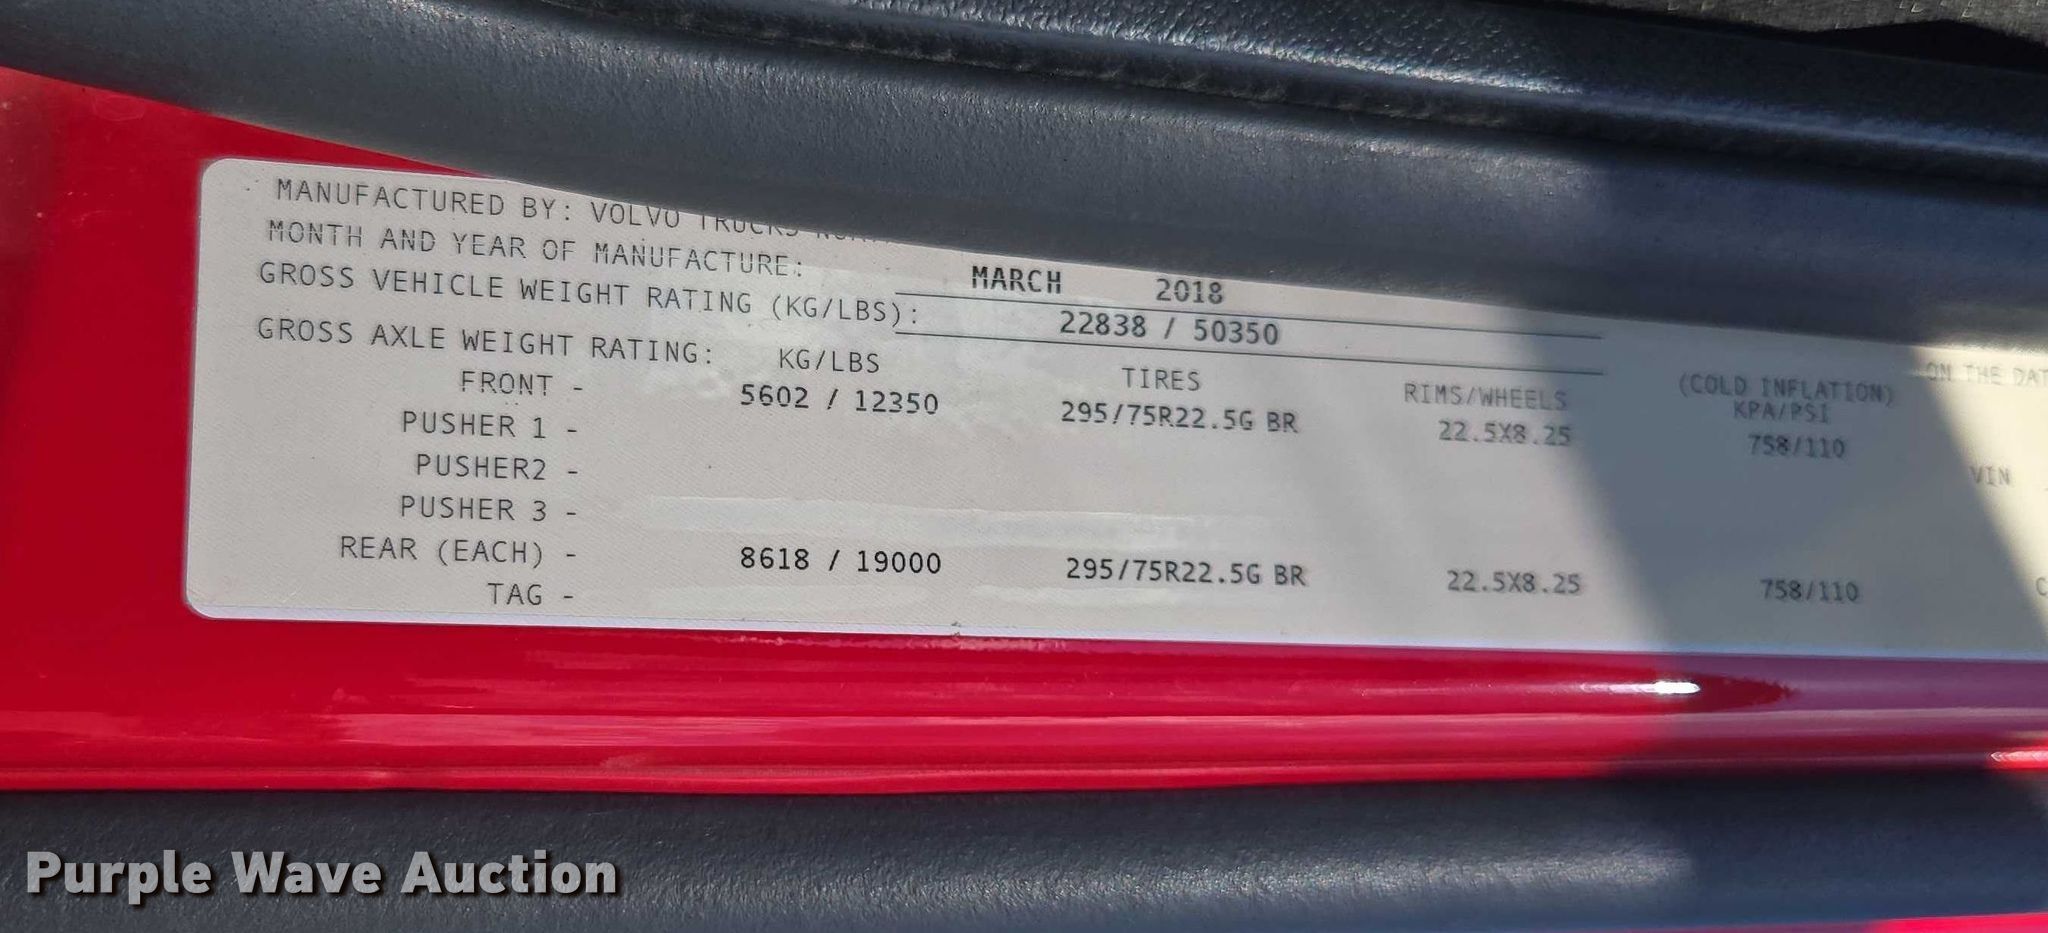 MANUFACTURED BY: VOLVO TRUCKS
MONTH AND YEAR OF MANUFACTURE: MARCH 2018
GROSS VEHICLE WEIGHT RATING (KG/LBS): 22838 / 50350
GROSS AXLE WEIGHT RATING: KG/LBS TIRES RIMS/WHEELS (COLD INFLATION) KPA/PSI
ON THE
FRONT - 5602 / 12350 295/75R22.5G BR 22.5X8.25 758/110
PUSHER 1 -
VIN
PUSHER2 -
PUSHER 3 -
REAR (EACH) - 8618 / 19000 295/75R22.5G BR 22.5X8.25 758/110
TAG -
Purple Wave Auction